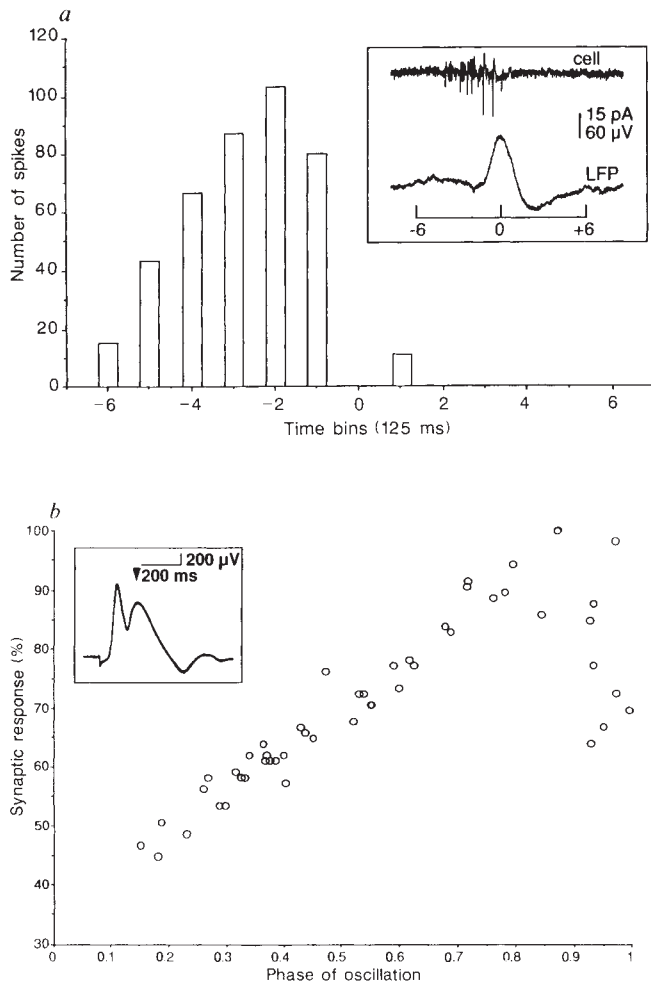 a
120
100
80
60
40
20
0
Number of spikes
−6 −4 −2 0 2 4 6
Time bins (125 ms)
cell
15 pA
60 µV
LFP
-6 0 +6
b
100
90
80
70
60
50
40
30
Synaptic response (%)
0 0.1 0.2 0.3 0.4 0.5 0.6 0.7 0.8 0.9 1
Phase of oscillation
200 µV
200 ms